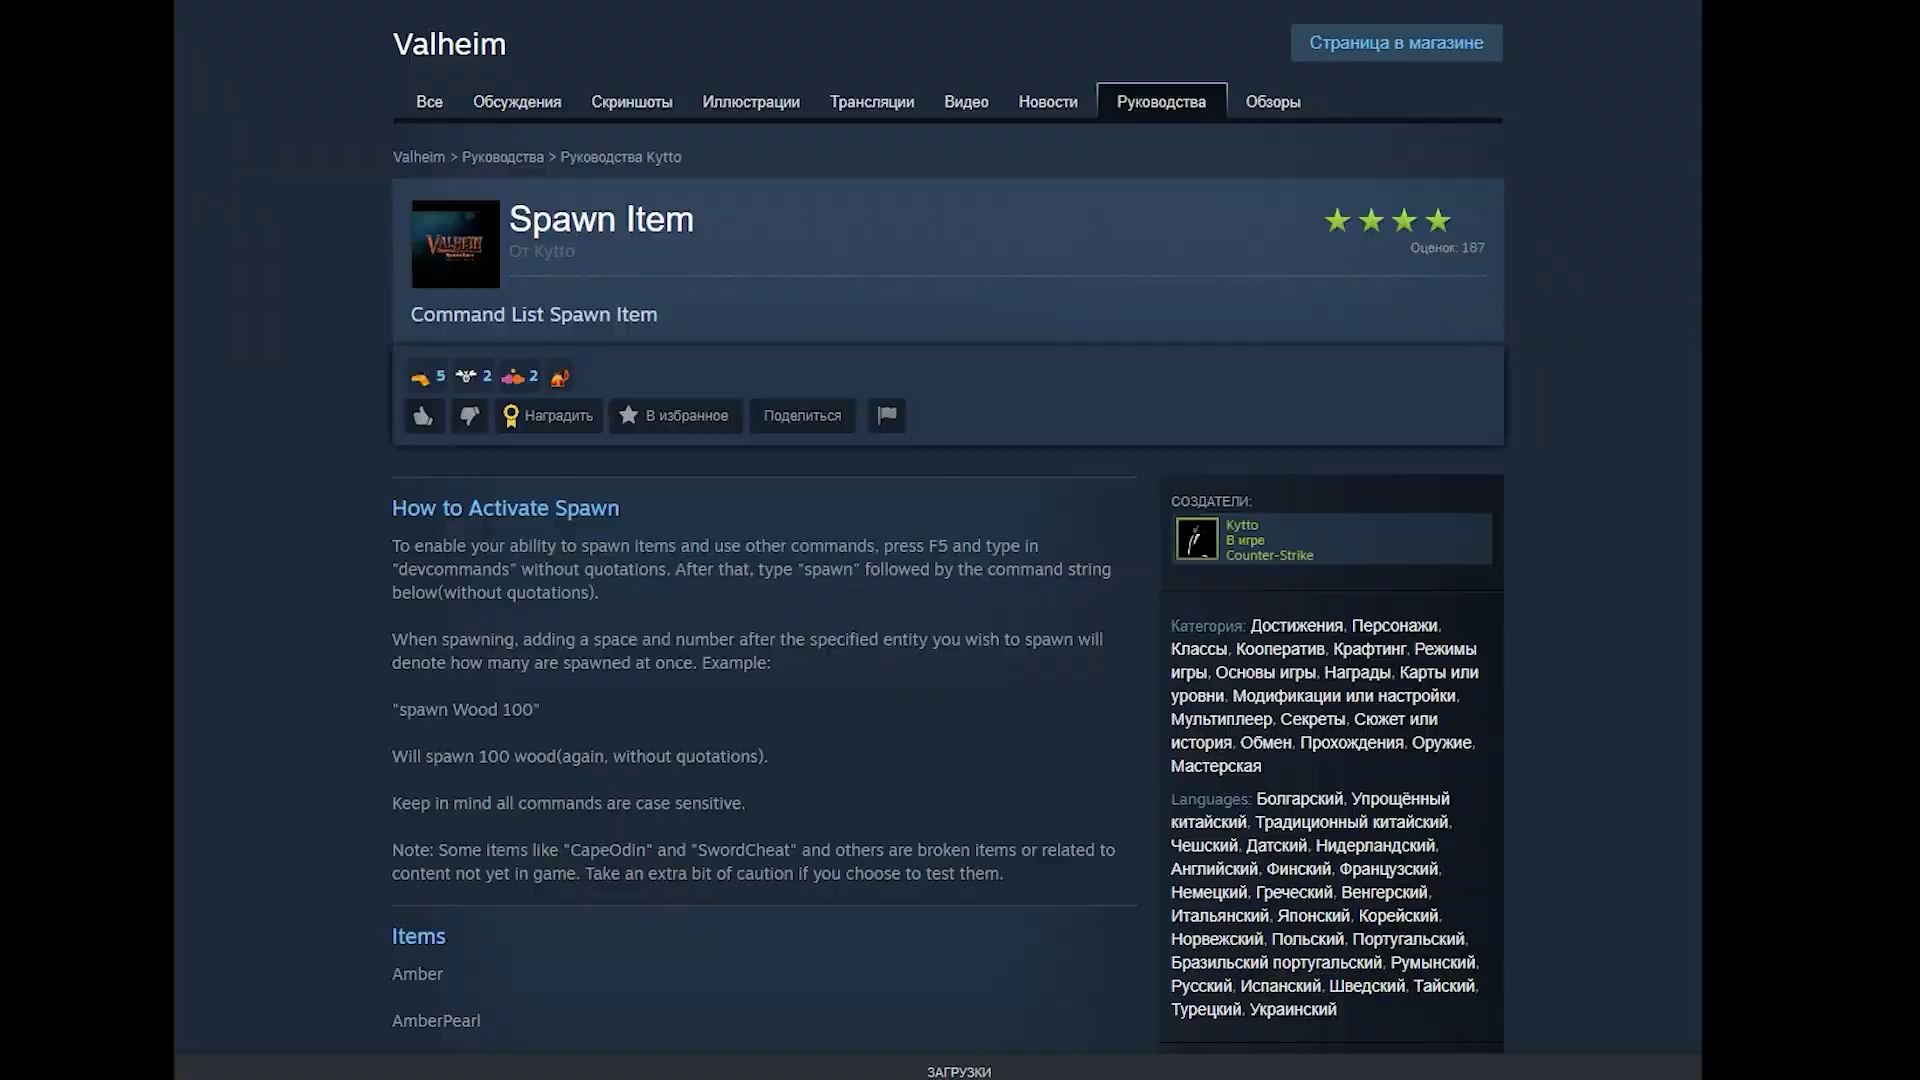 Valheim
Страница в магазине
Все Обсуждения Скриншоты Иллюстрации Трансляции Видео Новости Руководства Обзоры
Valheim > Руководства > Руководства Kytto
VALHEIM
Spawn Item
От Kytto
Оценок: 187
Command List Spawn Item
5 2 2
Наградить В избранное Поделиться
How to Activate Spawn
To enable your ability to spawn items and use other commands, press F5 and type in
"devcommands" without quotations. After that, type "spawn" followed by the command string
below(without quotations).
When spawning, adding a space and number after the specified entity you wish to spawn will
denote how many are spawned at once. Example:
"spawn Wood 100"
Will spawn 100 wood(again, without quotations).
Keep in mind all commands are case sensitive.
Note: Some items like "CapeOdin" and "SwordCheat" and others are broken items or related to
content not yet in game. Take an extra bit of caution if you choose to test them.
Items
Amber
AmberPearl
СОЗДАТЕЛИ:
Kytto
В игре
Counter-Strike
Категория: Достижения, Персонажи,
Классы, Кооператив, Крафтинг, Режимы
игры, Основы игры, Награды, Карты или
уровни, Модификации или настройки,
Мультиплеер, Секреты, Сюжет или
история, Обмен, Прохождения, Оружие,
Мастерская
Languages: Болгарский, Упрощённый
китайский, Традиционный китайский,
Чешский, Датский, Нидерландский,
Английский, Финский, Французский,
Немецкий, Греческий, Венгерский,
Итальянский, Японский, Корейский,
Норвежский, Польский, Португальский,
Бразильский португальский, Румынский,
Русский, Испанский, Шведский, Тайский,
Турецкий, Украинский
ЗАГРУЗКИ